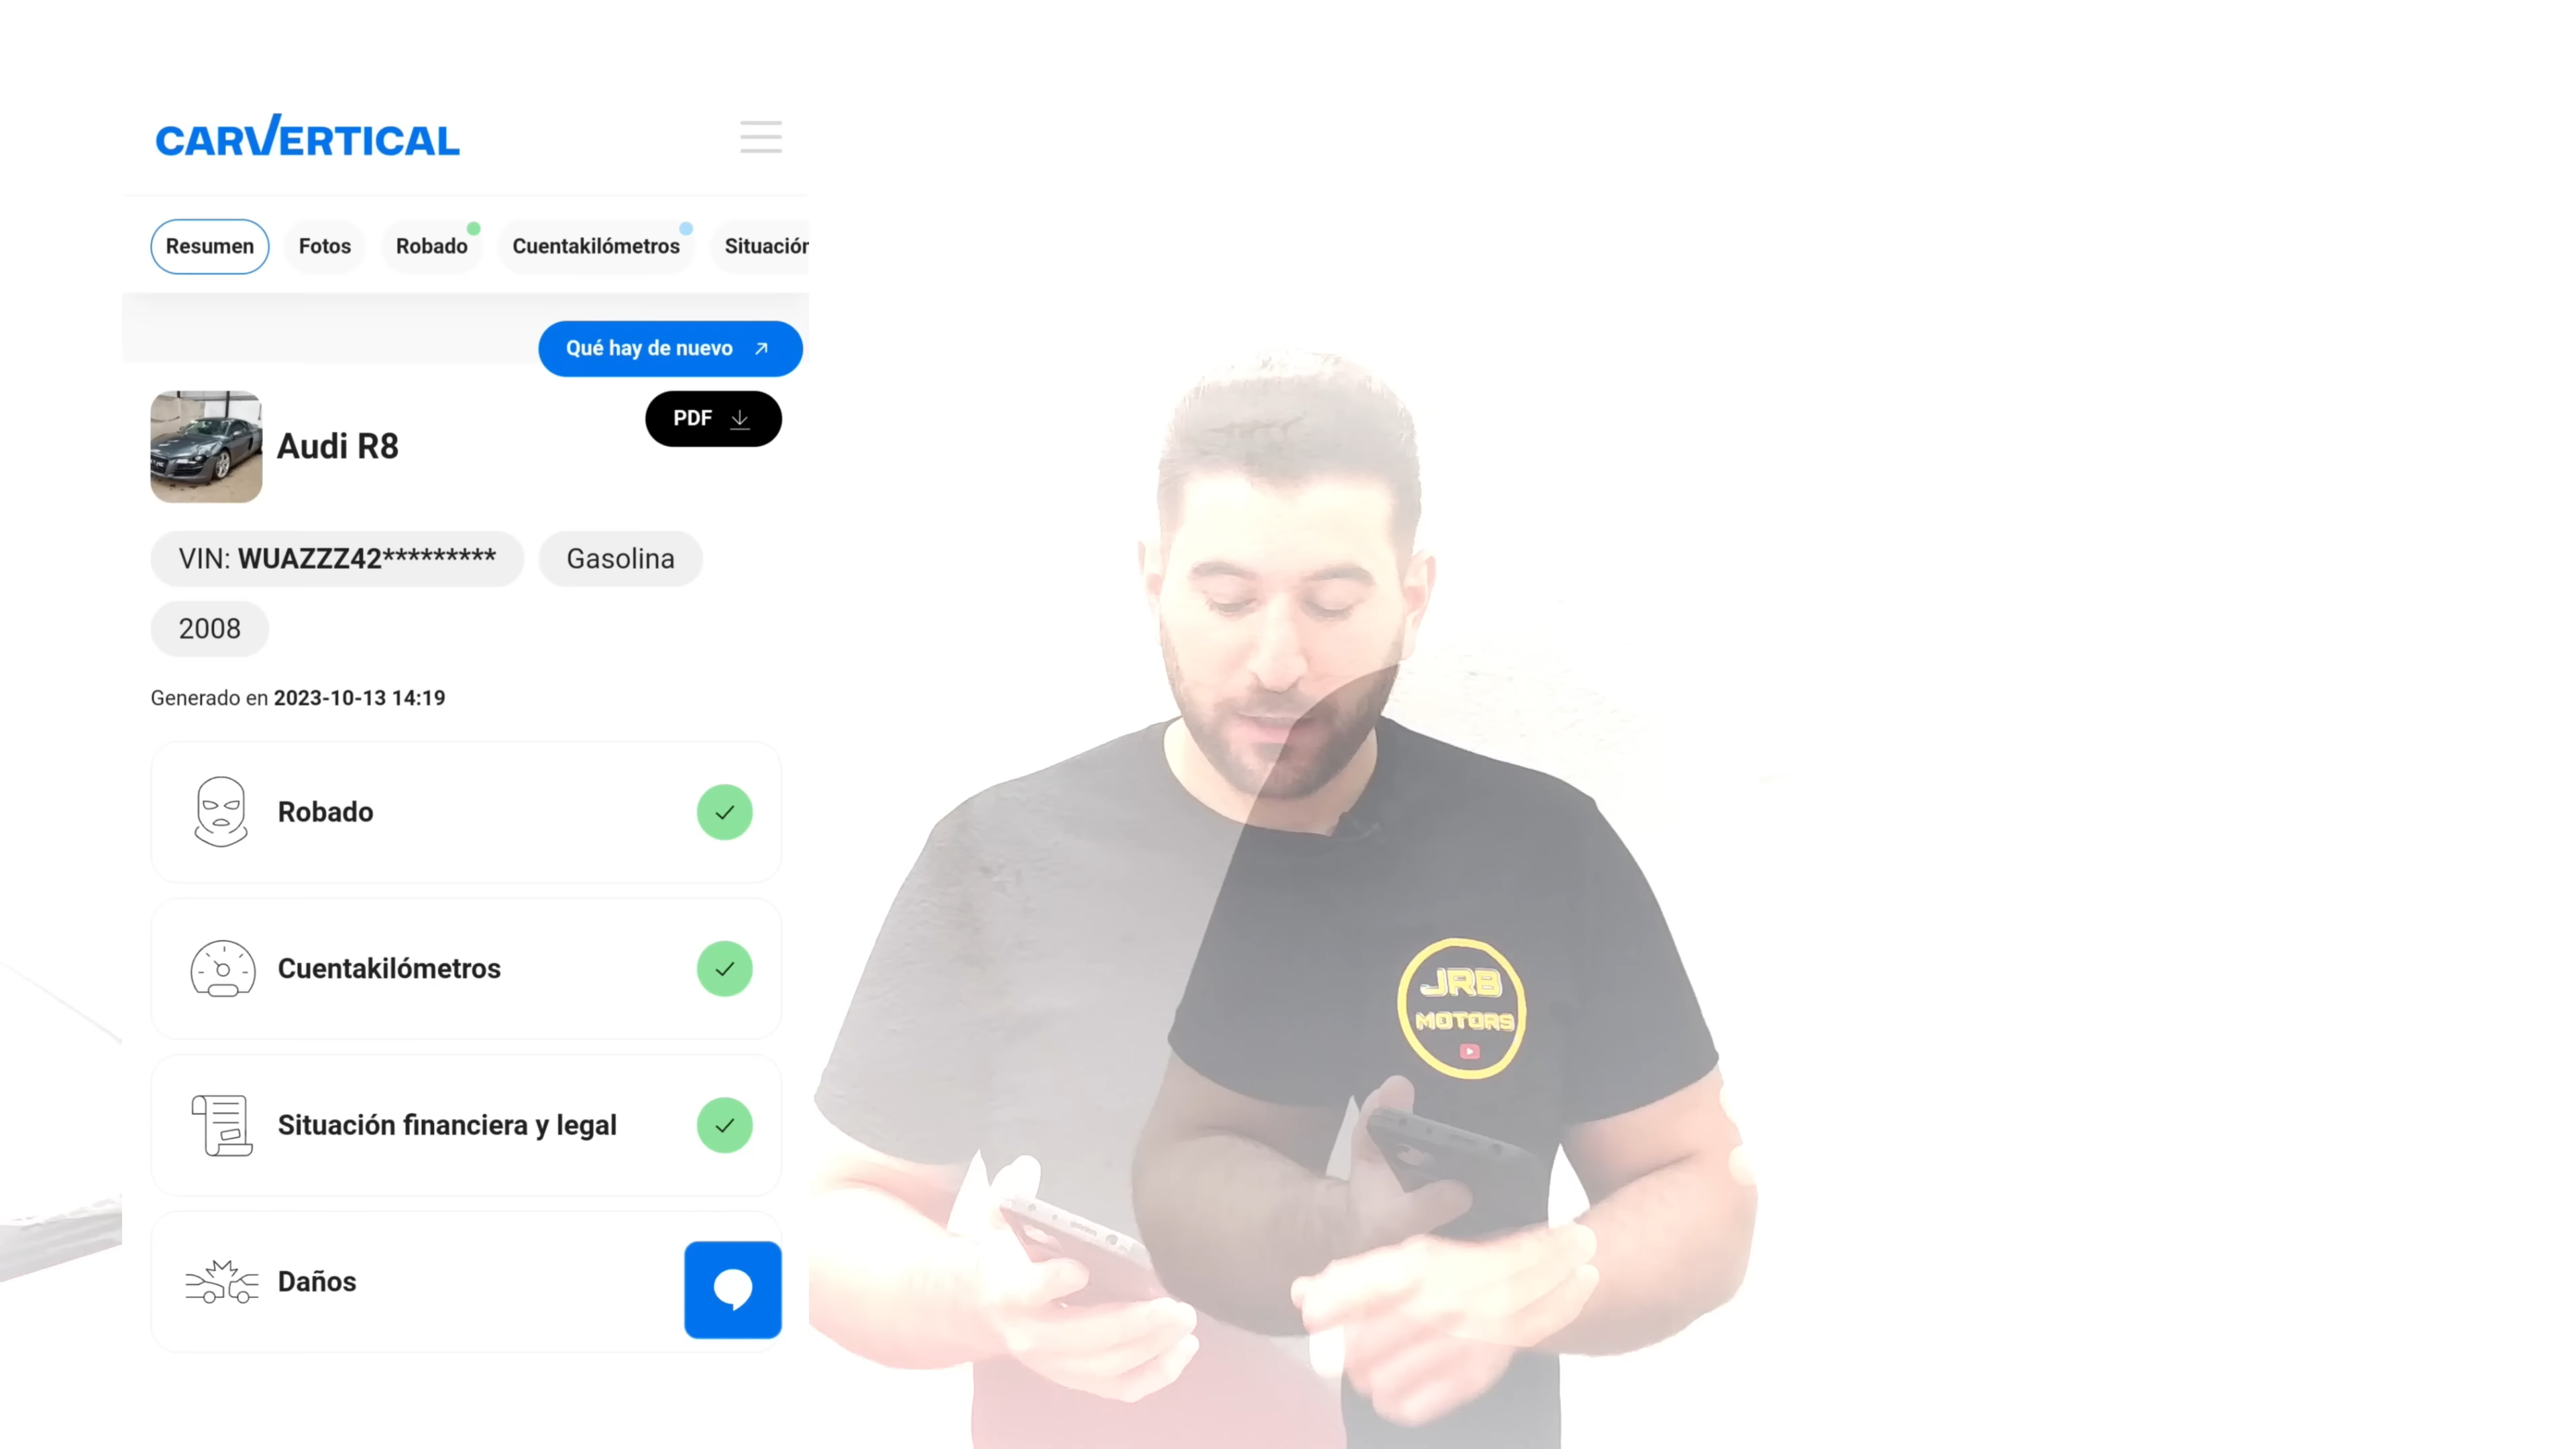 CARVERTICAL
Resumen
Fotos
Robado
Cuentakilómetros
Situación
Qué hay de nuevo
PDF
Audi R8
VIN: WUAZZZ42*********
Gasolina
2008
Generado en 2023-10-13 14:19
Robado
Cuentakilómetros
Situación financiera y legal
Daños
JRB
MOTORS